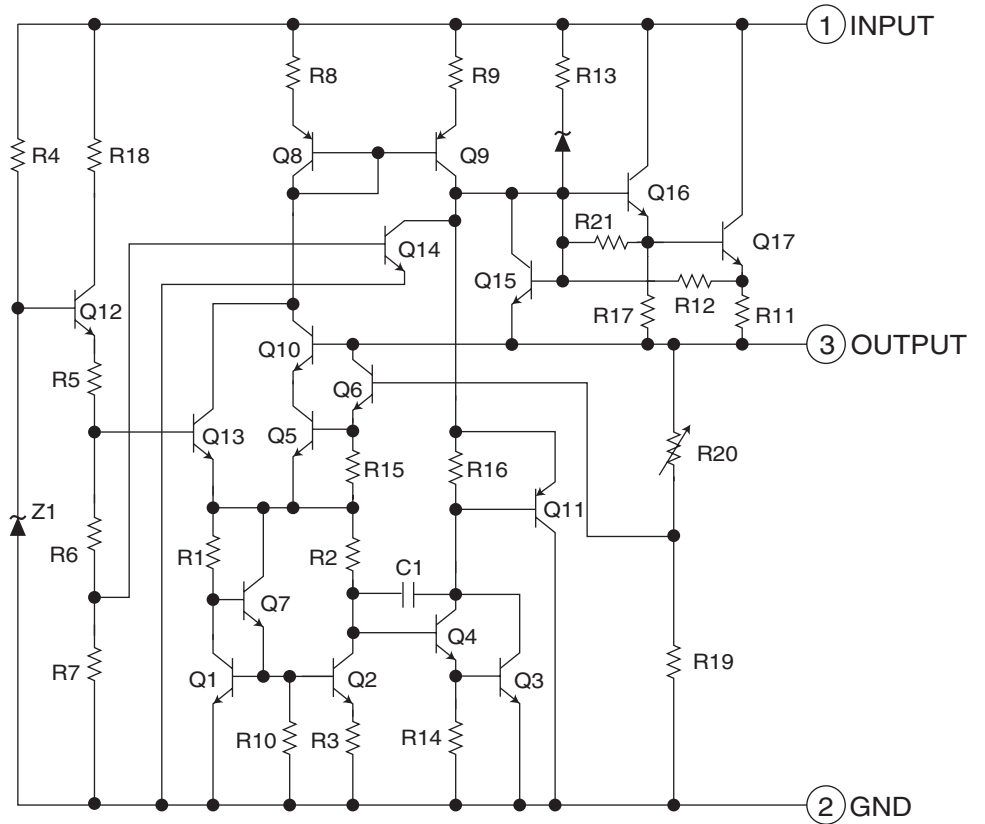 1 INPUT
R8
R9
R13
R4
R18
Q8
Q9
Q16
R21
Q14
Q17
Q15
Q12
R12
R17
R11
Q10
3 OUTPUT
R5
Q6
Q13
Q5
R20
R15
R16
Z1
Q11
R6
R1
R2
C1
Q7
Q4
R7
Q1
Q2
Q3
R19
R10
R3
R14
2 GND